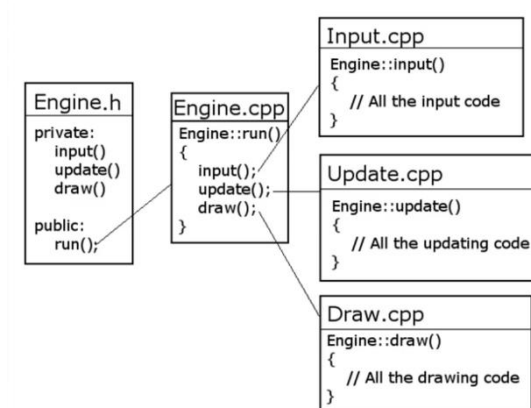 Engine.h
private:
input()
update()
draw()
public:
run();
Engine.cpp
Engine::run()
{
input();
update();
draw();
}
Input.cpp
Engine::input()
{
// All the input code
}
Update.cpp
Engine::update()
{
// All the updating code
}
Draw.cpp
Engine::draw()
{
// All the drawing code
}